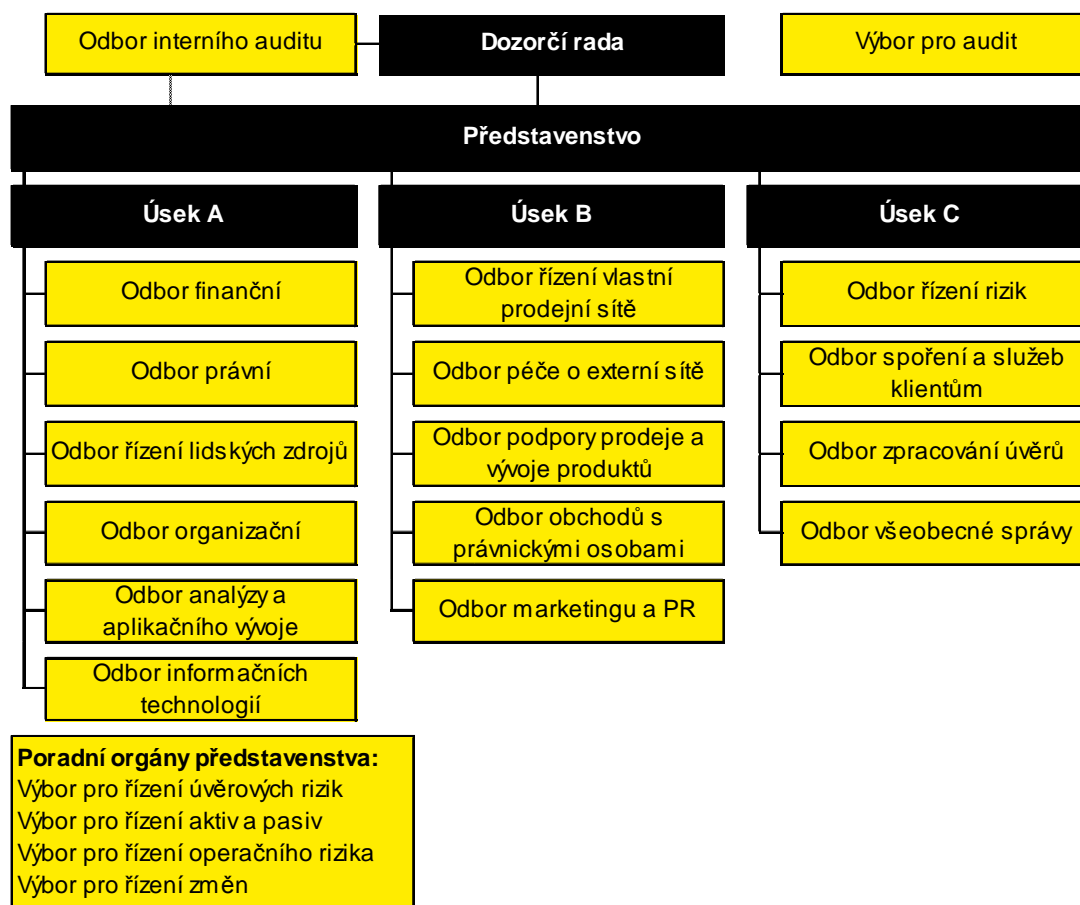 Odbor interního auditu
Dozorčí rada
Výbor pro audit
Představenstvo
Úsek A
Úsek B
Úsek C
Odbor finanční
Odbor řízení vlastní
prodejní sítě
Odbor řízení rizik
Odbor právní
Odbor péče o externí sítě
Odbor spoření a služeb
klientům
Odbor řízení lidských zdrojů
Odbor podpory prodeje a
vývoje produktů
Odbor zpracování úvěrů
Odbor organizační
Odbor obchodů s
právnickými osobami
Odbor všeobecné správy
Odbor analýzy a
aplikačního vývoje
Odbor marketingu a PR
Odbor informačních
technologií
Poradní orgány představenstva:
Výbor pro řízení úvěrových rizik
Výbor pro řízení aktiv a pasiv
Výbor pro řízení operačního rizika
Výbor pro řízení změn